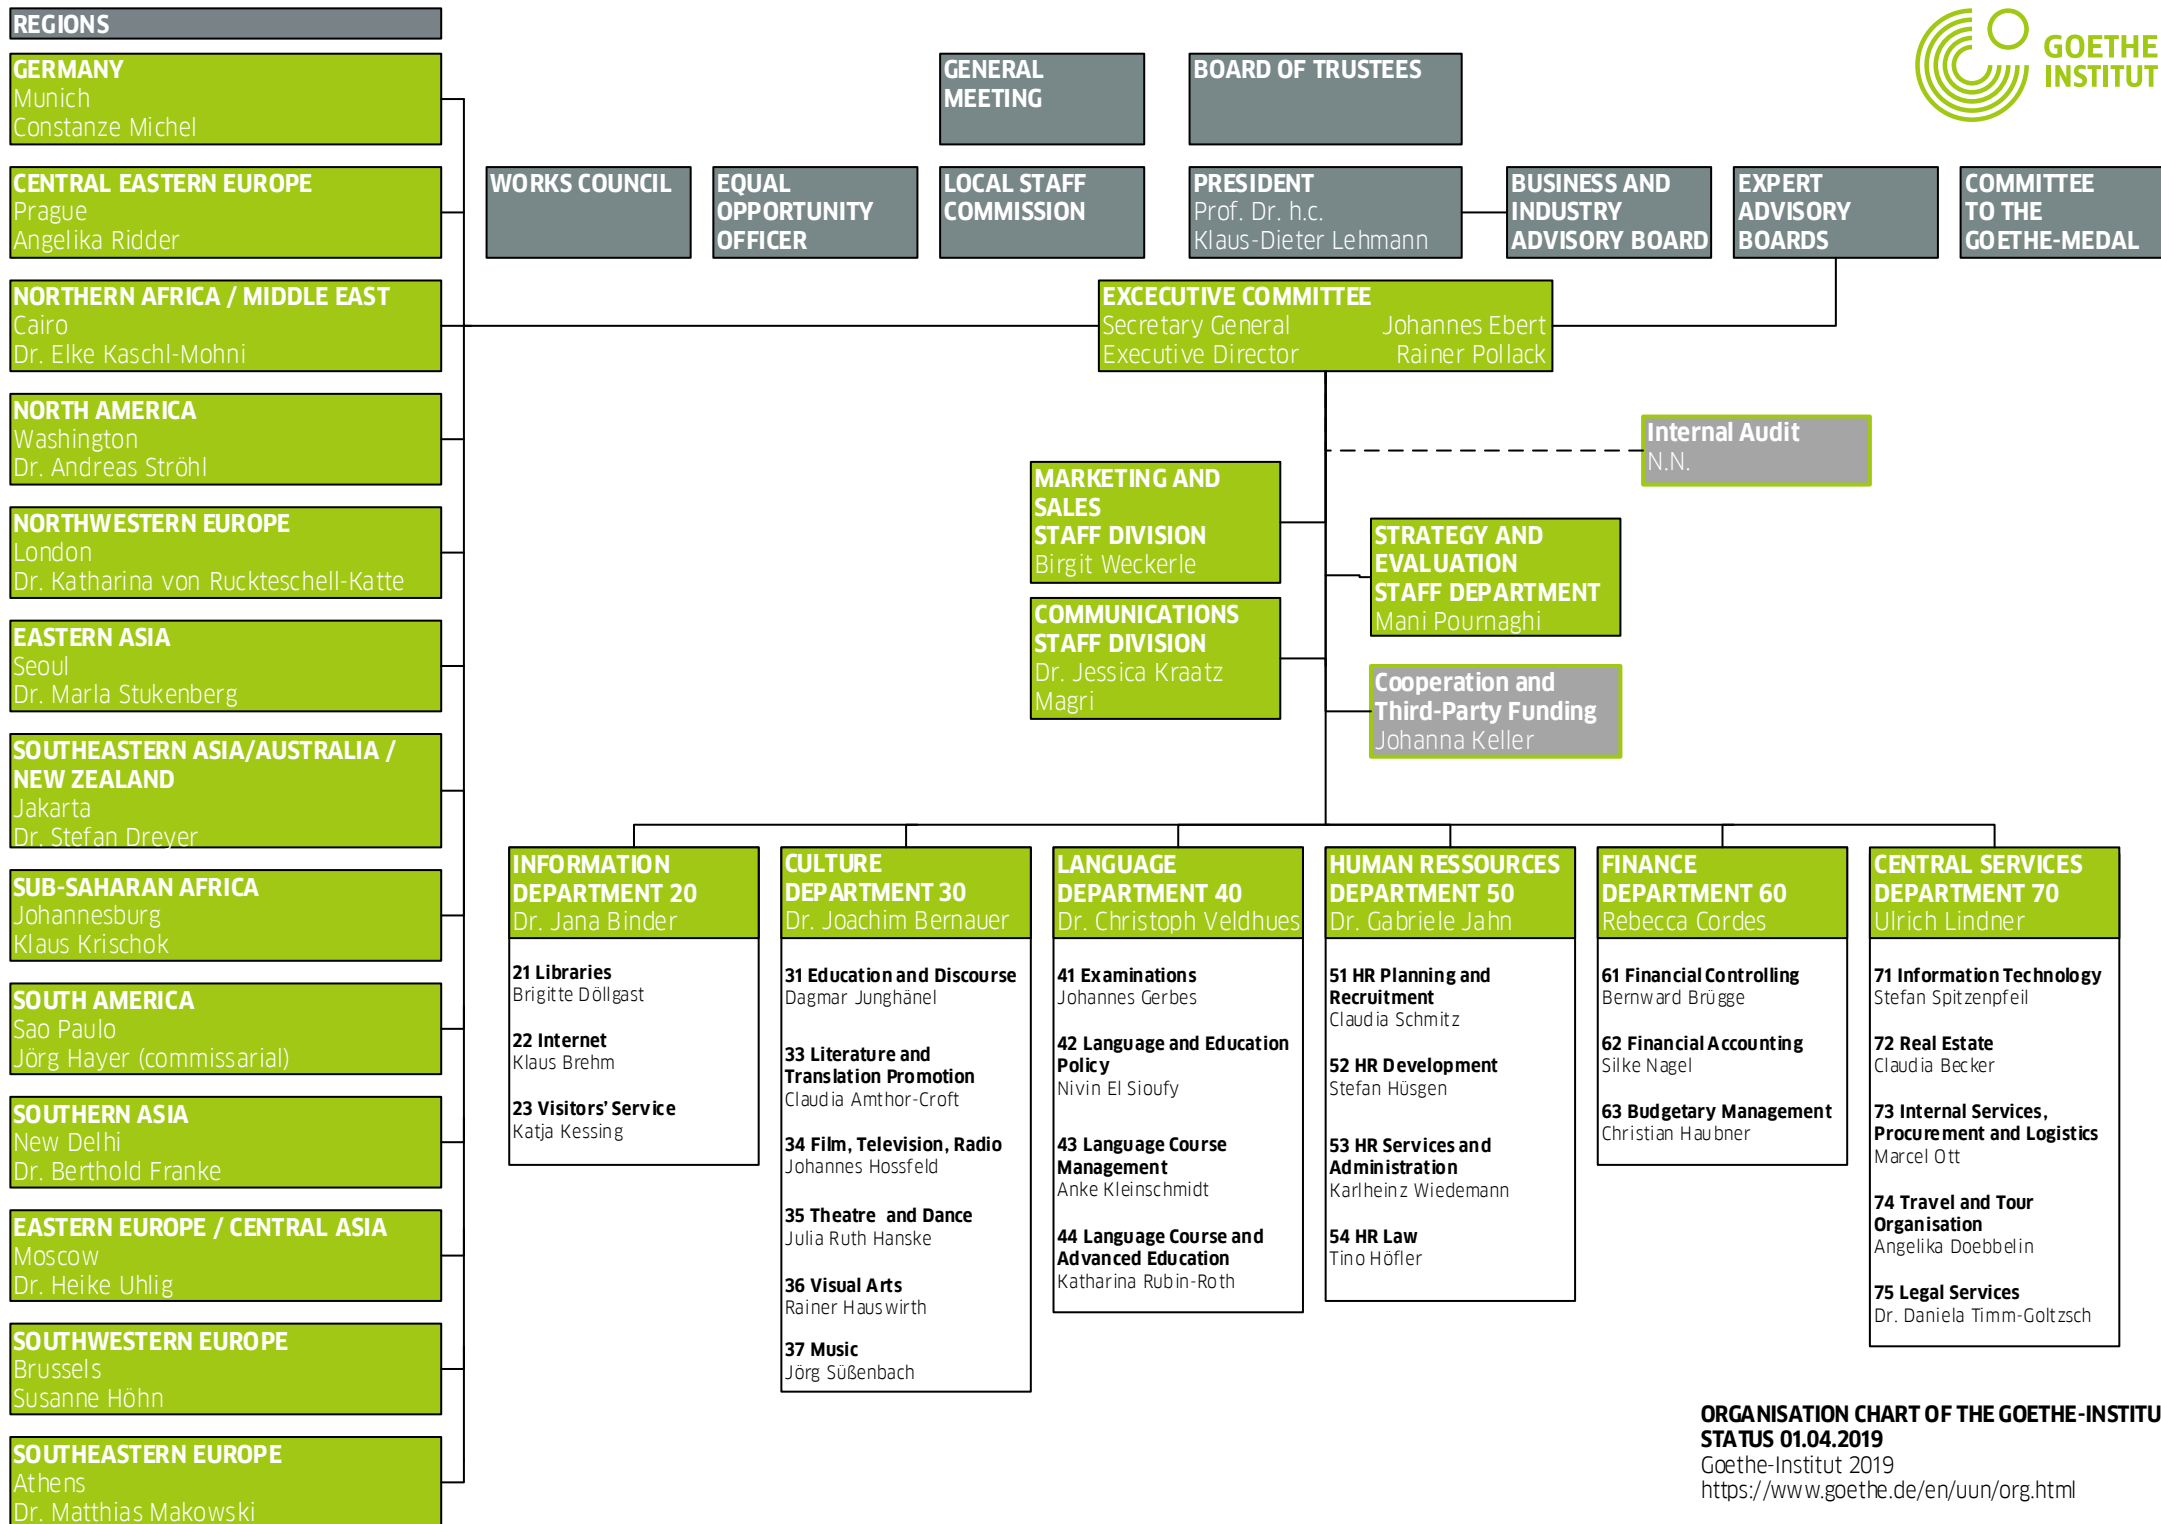 REGIONS
GERMANY
Munich
Constanze Michel
CENTRAL EASTERN EUROPE
Prague
Angelika Ridder
NORTHERN AFRICA / MIDDLE EAST
Cairo
Dr. Elke Kaschl-Mohni
NORTH AMERICA
Washington
Dr. Andreas Ströhl
NORTHWESTERN EUROPE
London
Dr. Katharina von Ruckteschell-Katte
EASTERN ASIA
Seoul
Dr. Marla Stukenberg
SOUTHEASTERN ASIA/AUSTRALIA /
NEW ZEALAND
Jakarta
Dr. Stefan Dreyer
SUB-SAHARAN AFRICA
Johannesburg
Klaus Krischok
SOUTH AMERICA
Sao Paulo
Jörg Hayer (commissarial)
SOUTHERN ASIA
New Delhi
Dr. Berthold Franke
EASTERN EUROPE / CENTRAL ASIA
Moscow
Dr. Heike Uhlig
SOUTHWESTERN EUROPE
Brussels
Susanne Höhn
SOUTHEASTERN EUROPE
Athens
Dr. Matthias Makowski
GENERAL
MEETING
BOARD OF TRUSTEES
GOETHE
INSTITUT
WORKS COUNCIL
EQUAL
OPPORTUNITY
OFFICER
LOCAL STAFF
COMMISSION
PRESIDENT
Prof. Dr. h.c.
Klaus-Dieter Lehmann
BUSINESS AND
INDUSTRY
ADVISORY BOARD
EXPERT
ADVISORY
BOARDS
COMMITTEE
TO THE
GOETHE-MEDAL
EXCECUTIVE COMMITTEE
Secretary General Johannes Ebert
Executive Director Rainer Pollack
Internal Audit
N.N.
MARKETING AND
SALES
STAFF DIVISION
Birgit Weckerle
STRATEGY AND
EVALUATION
STAFF DEPARTMENT
Mani Pournaghi
COMMUNICATIONS
STAFF DIVISION
Dr. Jessica Kraatz
Magri
Cooperation and
Third-Party Funding
Johanna Keller
INFORMATION
DEPARTMENT 20
Dr. Jana Binder
21 Libraries
Brigitte Döllgast
22 Internet
Klaus Brehm
23 Visitors' Service
Katja Kessing
CULTURE
DEPARTMENT 30
Dr. Joachim Bernauer
31 Education and Discourse
Dagmar Junghänel
33 Literature and
Translation Promotion
Claudia Amthor-Croft
34 Film, Television, Radio
Johannes Hossfeld
35 Theatre and Dance
Julia Ruth Hanske
36 Visual Arts
Rainer Hauswirth
37 Music
Jörg Süßenbach
LANGUAGE
DEPARTMENT 40
Dr. Christoph Veldhues
41 Examinations
Johannes Gerbes
42 Language and Education
Policy
Nivin El Sioufy
43 Language Course
Management
Anke Kleinschmidt
44 Language Course and
Advanced Education
Katharina Rubin-Roth
HUMAN RESSOURCES
DEPARTMENT 50
Dr. Gabriele Jahn
51 HR Planning and
Recruitment
Claudia Schmitz
52 HR Development
Stefan Hüsgen
53 HR Services and
Administration
Karlheinz Wiedemann
54 HR Law
Tino Höfler
FINANCE
DEPARTMENT 60
Rebecca Cordes
61 Financial Controlling
Bernward Brügge
62 Financial Accounting
Silke Nagel
63 Budgetary Management
Christian Haubner
CENTRAL SERVICES
DEPARTMENT 70
Ulrich Lindner
71 Information Technology
Stefan Spitzenpfeil
72 Real Estate
Claudia Becker
73 Internal Services,
Procurement and Logistics
Marcel Ott
74 Travel and Tour
Organisation
Angelika Doebbelin
75 Legal Services
Dr. Daniela Timm-Goltzsch
ORGANISATION CHART OF THE GOETHE-INSTITU
STATUS 01.04.2019
Goethe-Institut 2019
https://www.goethe.de/en/uun/org.html